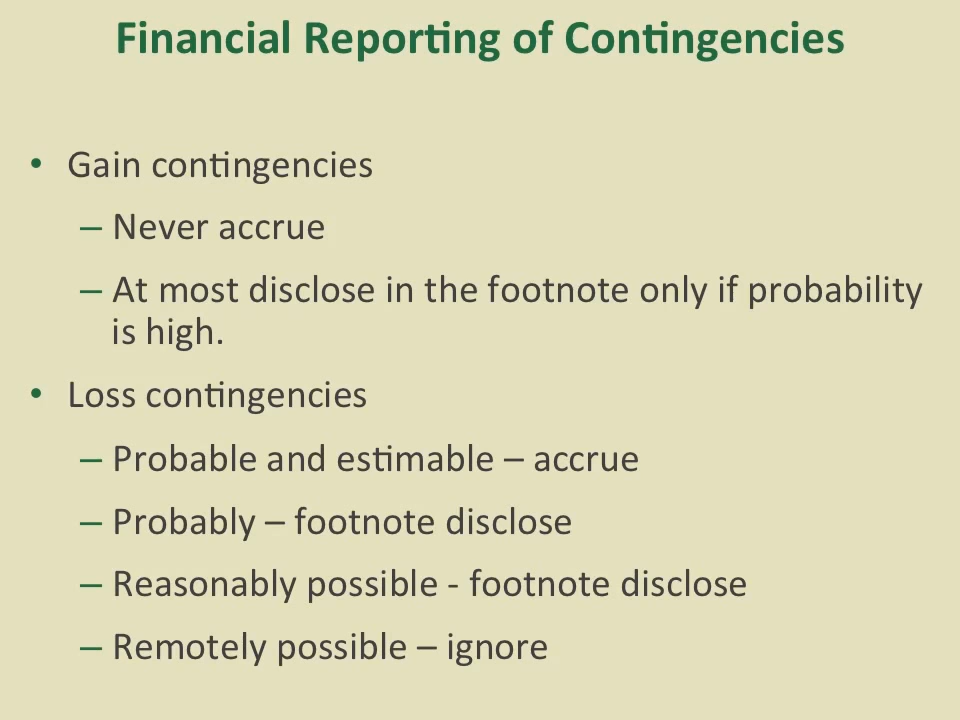 Financial Reporting of Contingencies
• Gain contingencies
– Never accrue
– At most disclose in the footnote only if probability
is high.
• Loss contingencies
– Probable and estimable – accrue
– Probably – footnote disclose
– Reasonably possible - footnote disclose
– Remotely possible – ignore